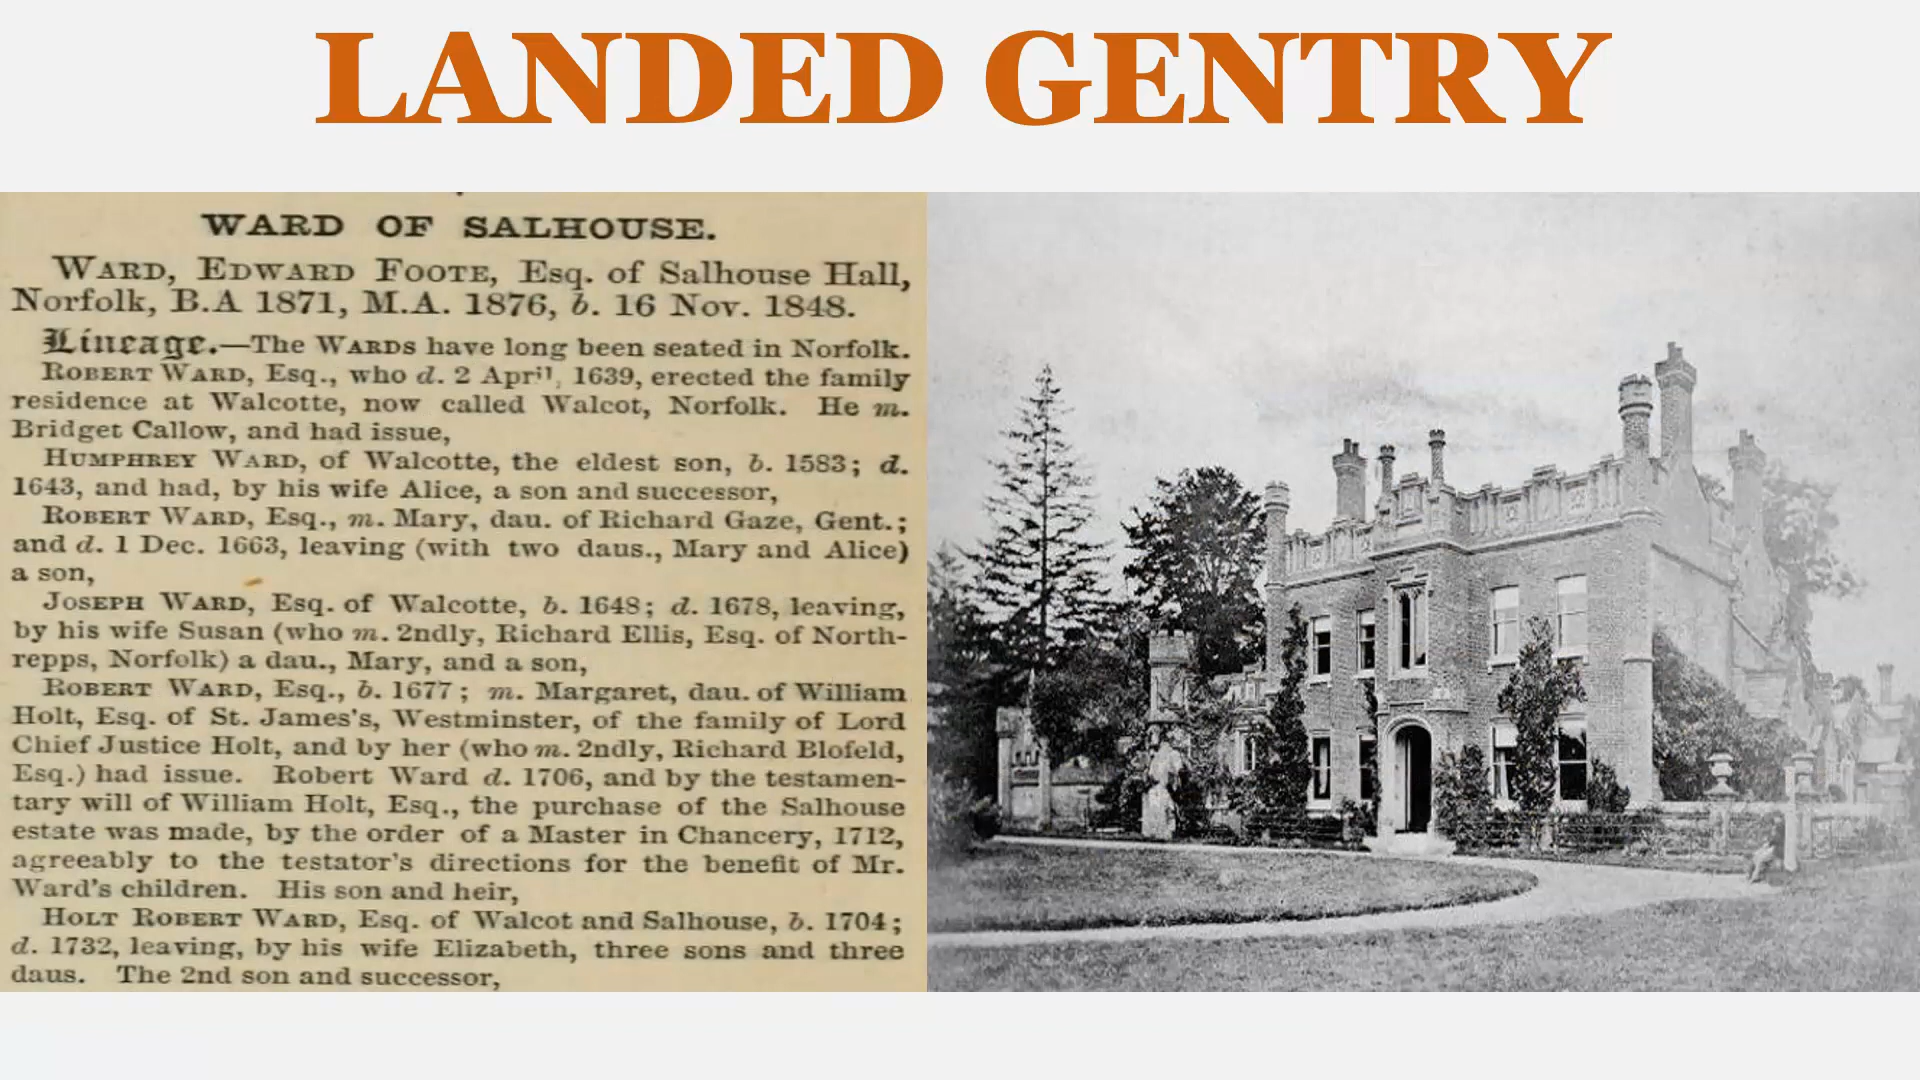 LANDED GENTRY
WARD OF SALHOUSE.
WARD, EDWARD FOOTE, Esq. of Salhouse Hall,
Norfolk, B.A 1871, M.A. 1876, b. 16 Nov. 1848.
Lineage.—The WARDS have long been seated in Norfolk.
ROBERT WARD, Esq., who d. 2 April, 1639, erected the family
residence at Walcotte, now called Walcot, Norfolk. He m.
Bridget Callow, and had issue,
HUMPHREY WARD, of Walcotte, the eldest son, b. 1583; d.
1643, and had, by his wife Alice, a son and successor,
ROBERT WARD, Esq., m. Mary, dau. of Richard Gaze, Gent.;
and d. 1 Dec. 1663, leaving (with two daus., Mary and Alice)
a son,
JOSEPH WARD, Esq. of Walcotte, b. 1648; d. 1678, leaving,
by his wife Susan (who m. 2ndly, Richard Ellis, Esq. of North-
repps, Norfolk) a dau., Mary, and a son,
ROBERT WARD, Esq., b. 1677; m. Margaret, dau. of William
Holt, Esq. of St. James's, Westminster, of the family of Lord
Chief Justice Holt, and by her (who m. 2ndly, Richard Blofeld,
Esq.) had issue. Robert Ward d. 1706, and by the testamen-
tary will of William Holt, Esq., the purchase of the Salhouse
estate was made, by the order of a Master in Chancery, 1712,
agreeably to the testator's directions for the benefit of Mr.
Ward's children. His son and heir,
HOLT ROBERT WARD, Esq. of Walcot and Salhouse, b. 1704;
d. 1732, leaving, by his wife Elizabeth, three sons and three
daus. The 2nd son and successor,